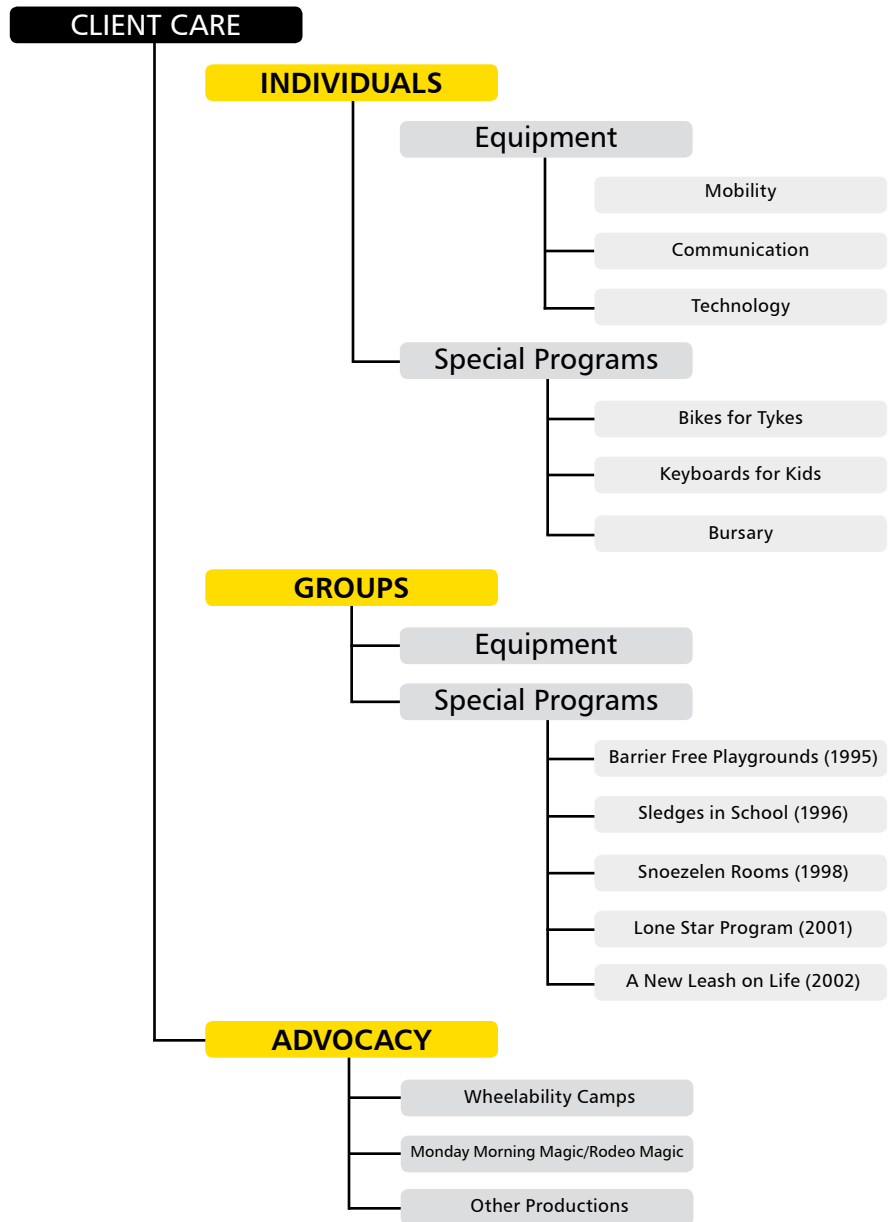 CLIENT CARE
INDIVIDUALS
Equipment
Mobility
Communication
Technology
Special Programs
Bikes for Tykes
Keyboards for Kids
Bursary
GROUPS
Equipment
Special Programs
Barrier Free Playgrounds (1995)
Sledges in School (1996)
Snoezelen Rooms (1998)
Lone Star Program (2001)
A New Leash on Life (2002)
ADVOCACY
Wheelability Camps
Monday Morning Magic/Rodeo Magic
Other Productions